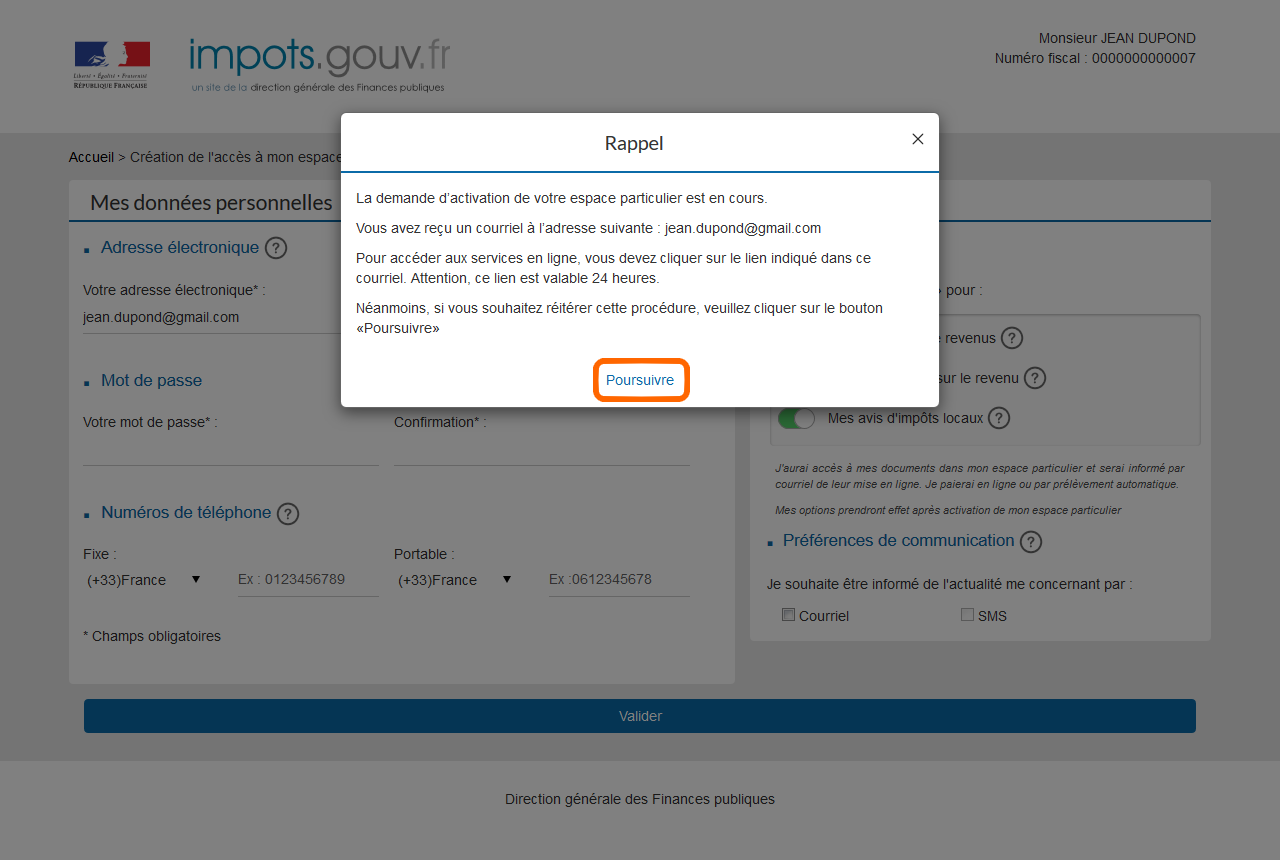 Liberté • Égalité • Fraternité
RÉPUBLIQUE FRANÇAISE
impots.gouv.fr
un site de la direction générale des Finances publiques
Monsieur JEAN DUPOND
Numéro fiscal : 0000000000007
Accueil > Création de l'accès à mon espace
Rappel
×
La demande d’activation de votre espace particulier est en cours.
Vous avez reçu un courriel à l’adresse suivante : jean.dupond@gmail.com
Pour accéder aux services en ligne, vous devez cliquer sur le lien indiqué dans ce
courriel. Attention, ce lien est valable 24 heures.
Néanmoins, si vous souhaitez réitérer cette procédure, veuillez cliquer sur le bouton
«Poursuivre»
Poursuivre
Mes données personnelles
Adresse électronique ?
Votre adresse électronique* :
jean.dupond@gmail.com
Mot de passe
Votre mot de passe* :
Confirmation* :
Numéros de téléphone ?
Fixe :
(+33)France ▼ Ex : 0123456789
Portable :
(+33)France ▼ Ex :0612345678
* Champs obligatoires
» pour :
revenus ?
sur le revenu ?
Mes avis d'impôts locaux ?
J'aurai accès à mes documents dans mon espace particulier et serai informé par
courriel de leur mise en ligne. Je paierai en ligne ou par prélèvement automatique.
Mes options prendront effet après activation de mon espace particulier
Préférences de communication ?
Je souhaite être informé de l'actualité me concernant par :
Courriel
SMS
Valider
Direction générale des Finances publiques